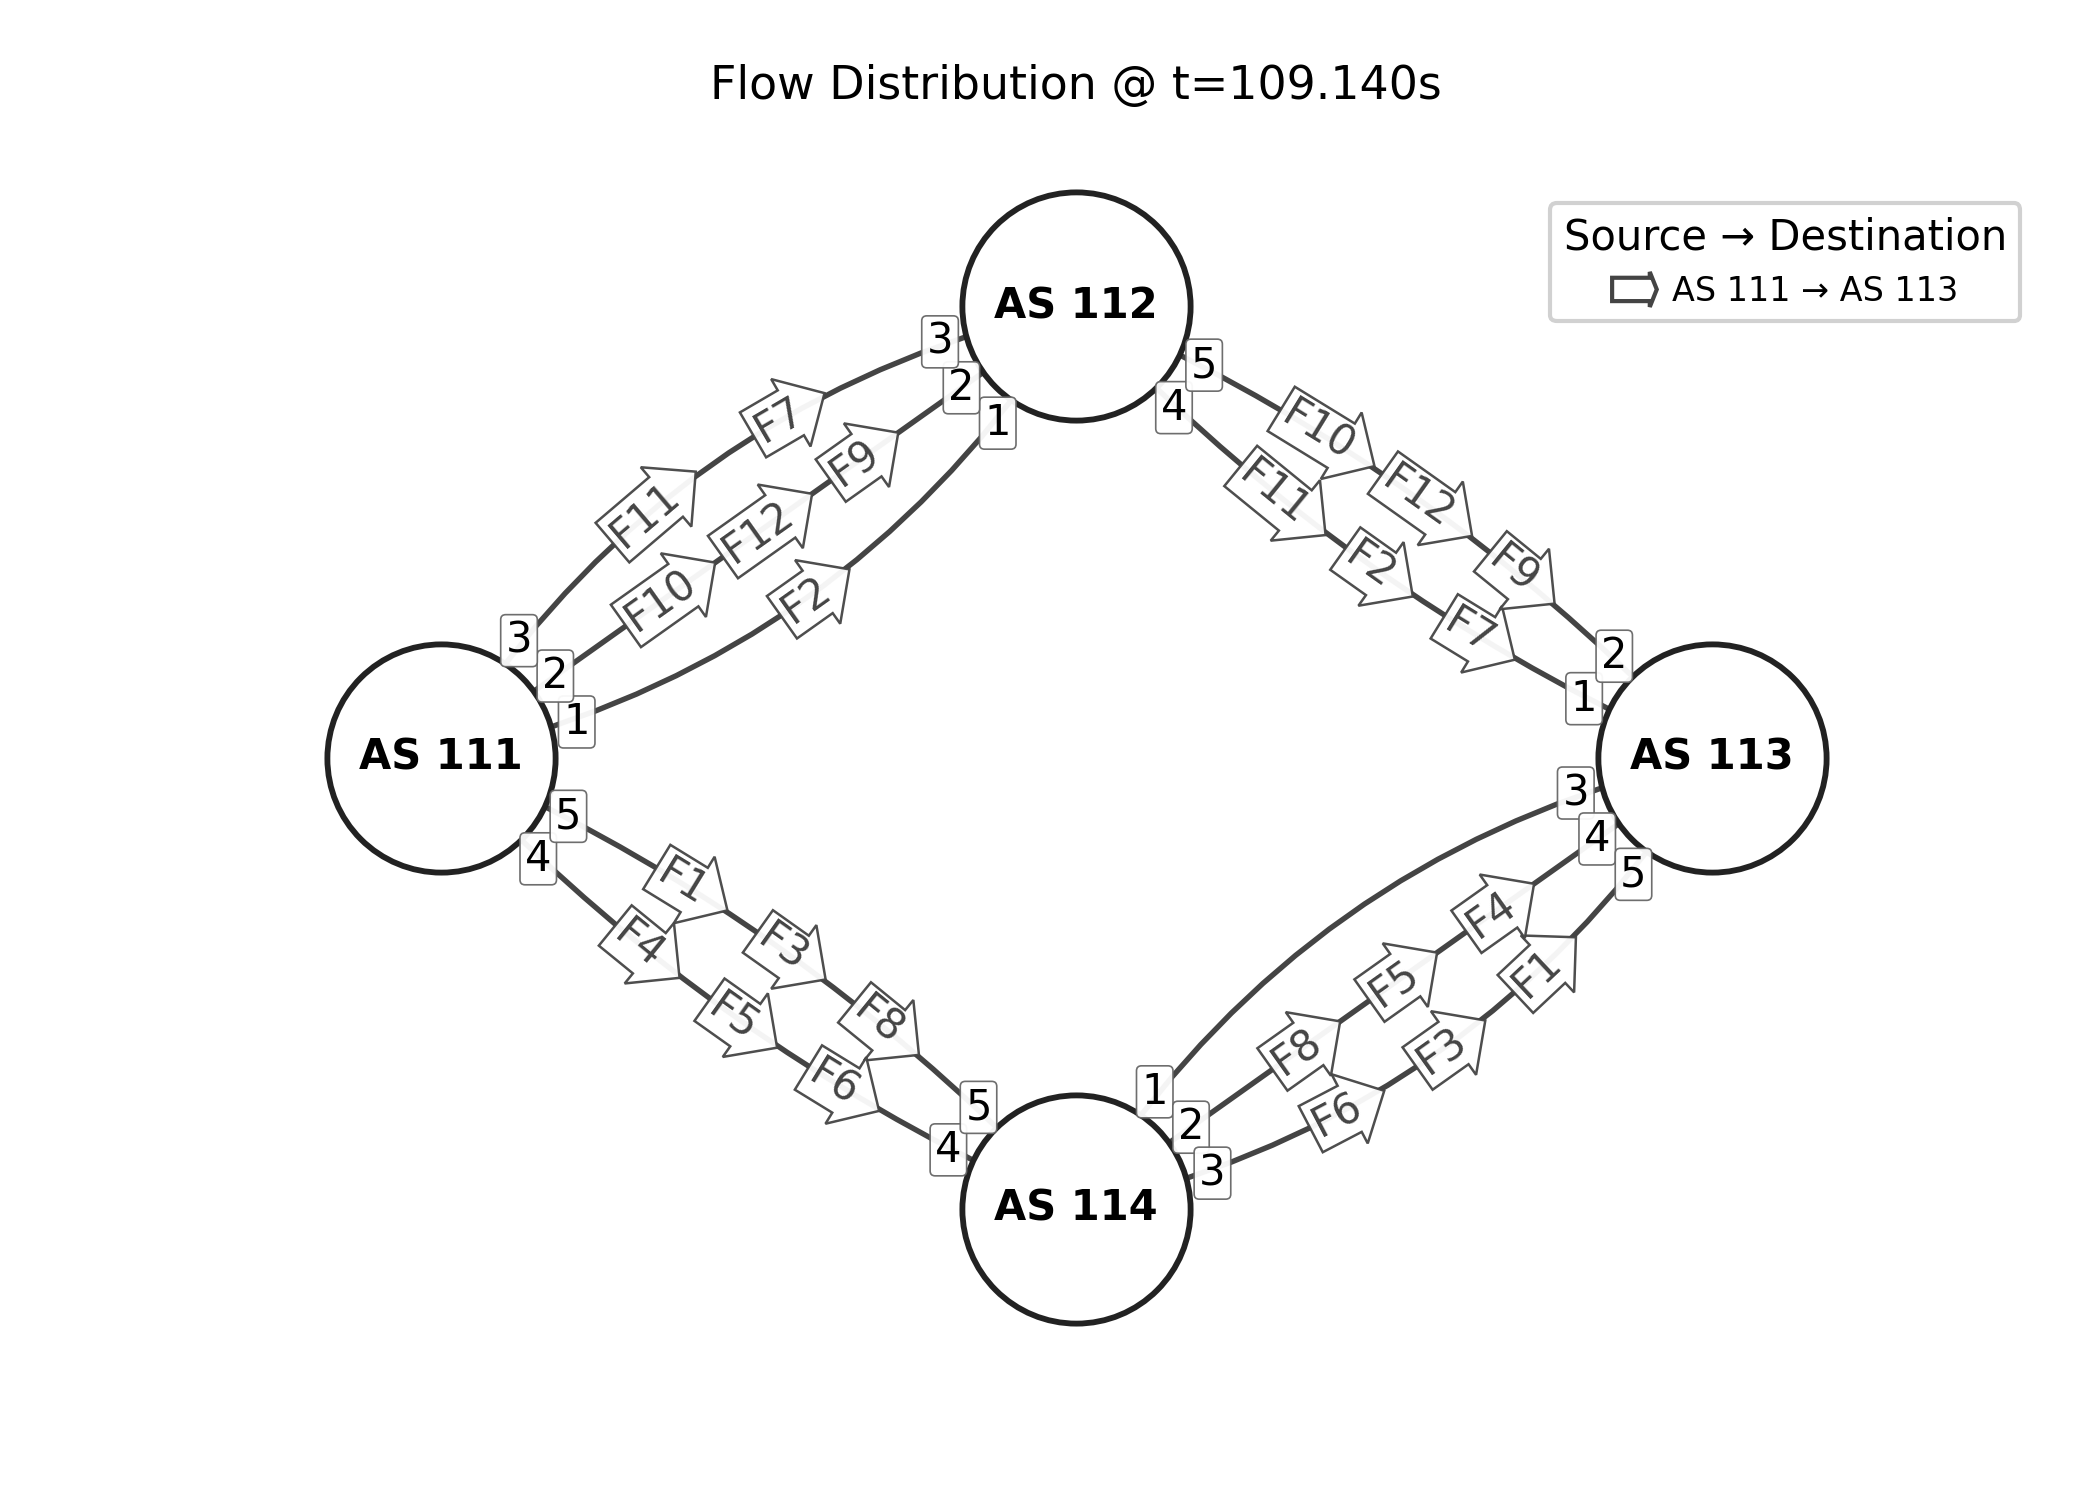 Flow Distribution @ t=109.140s
Source → Destination
AS 111 → AS 113
AS 112
3
2
1
5
4
F7
F11
F9
F12
F10
F2
F10
F11
F12
F2
F9
F7
3
2
1
2
1
AS 111
AS 113
5
4
3
4
5
F1
F4
F3
F5
F8
F6
F4
F5
F1
F8
F3
F6
5
4
1
2
3
AS 114